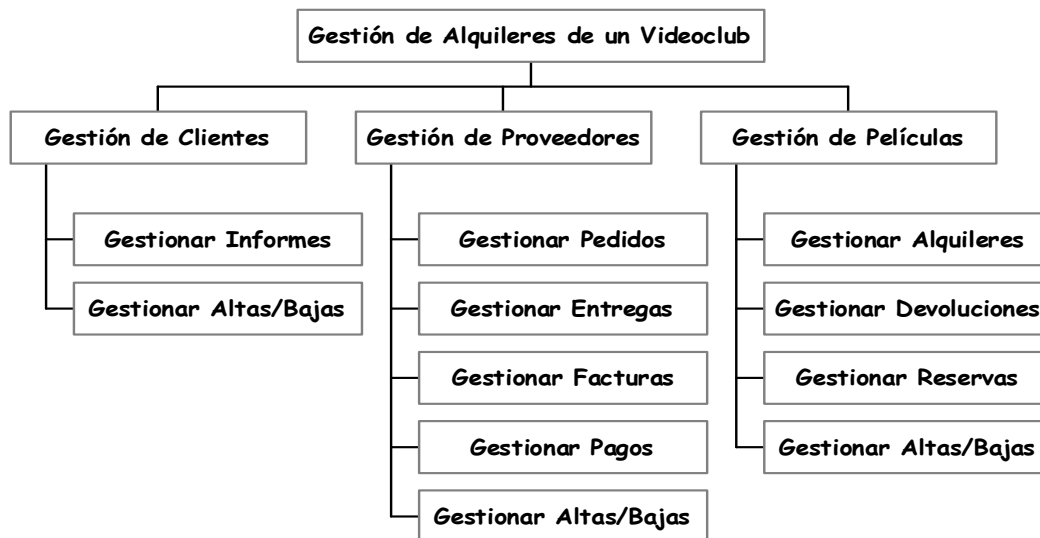 Gestión de Alquileres de un Videoclub
Gestión de Clientes
Gestionar Informes
Gestionar Altas/Bajas
Gestión de Proveedores
Gestionar Pedidos
Gestionar Entregas
Gestionar Facturas
Gestionar Pagos
Gestionar Altas/Bajas
Gestión de Películas
Gestionar Alquileres
Gestionar Devoluciones
Gestionar Reservas
Gestionar Altas/Bajas